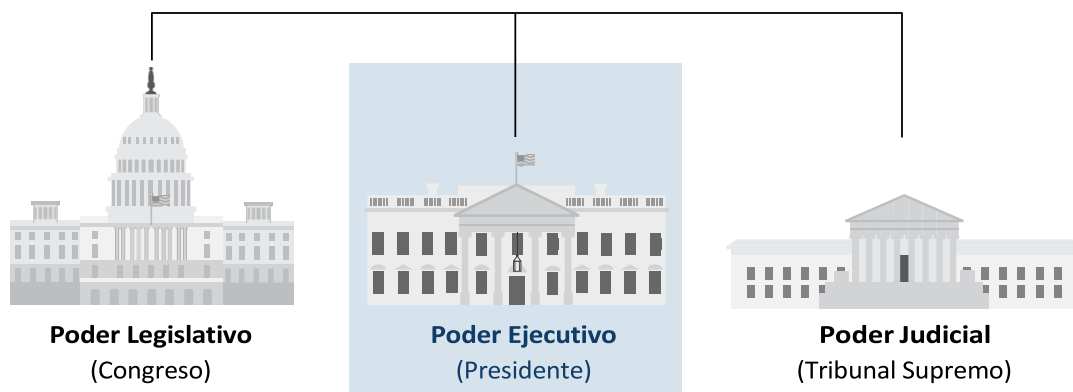 Poder Legislativo
(Congreso)
Poder Ejecutivo
(Presidente)
Poder Judicial
(Tribunal Supremo)